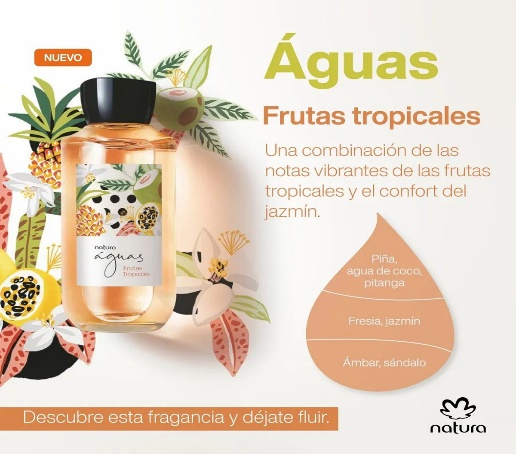 NUEVO
Águas
Frutas tropicales
Una combinación de las
notas vibrantes de las frutas
tropicales y el confort del
jazmín.
natura
águas
Frutas
Tropicales
Piña,
agua de coco,
pitanga
Fresia, jazmín
Ámbar, sándalo
Descubre esta fragancia y déjate fluir.
natura